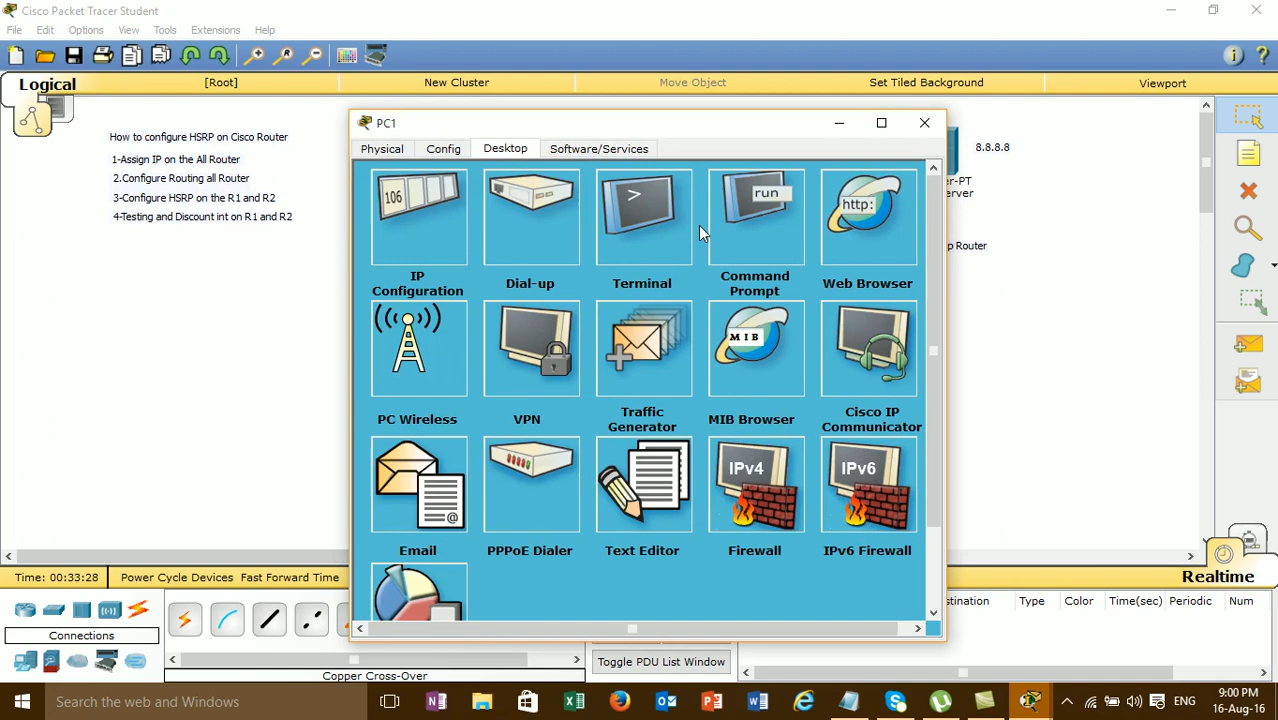 Cisco Packet Tracer Student
File Edit Options View Tools Extensions Help
Logical [Root] New Cluster Move Object Set Tiled Background Viewport
How to configure HSRP on Cisco Router
1-Assign IP on the All Router
2.Configure Routing all Router
3-Configure HSRP on the R1 and R2
4-Testing and Discount int on R1 and R2
PC1
Physical Config Desktop Software/Services
106
>
run
http:
IP Configuration
Dial-up
Terminal
Command Prompt
Web Browser
MIB
PC Wireless
VPN
Traffic Generator
MIB Browser
Cisco IP Communicator
@
IPv4
IPv6
Email
PPPoE Dialer
Text Editor
Firewall
IPv6 Firewall
8.8.8.8
er-PT
erver
p Router
Time: 00:33:28 Power Cycle Devices Fast Forward Time
Realtime
Connections
Copper Cross-Over
Toggle PDU List Window
stination Type Color Time(sec) Periodic Num
Search the web and Windows
ENG
9:00 PM
16-Aug-16